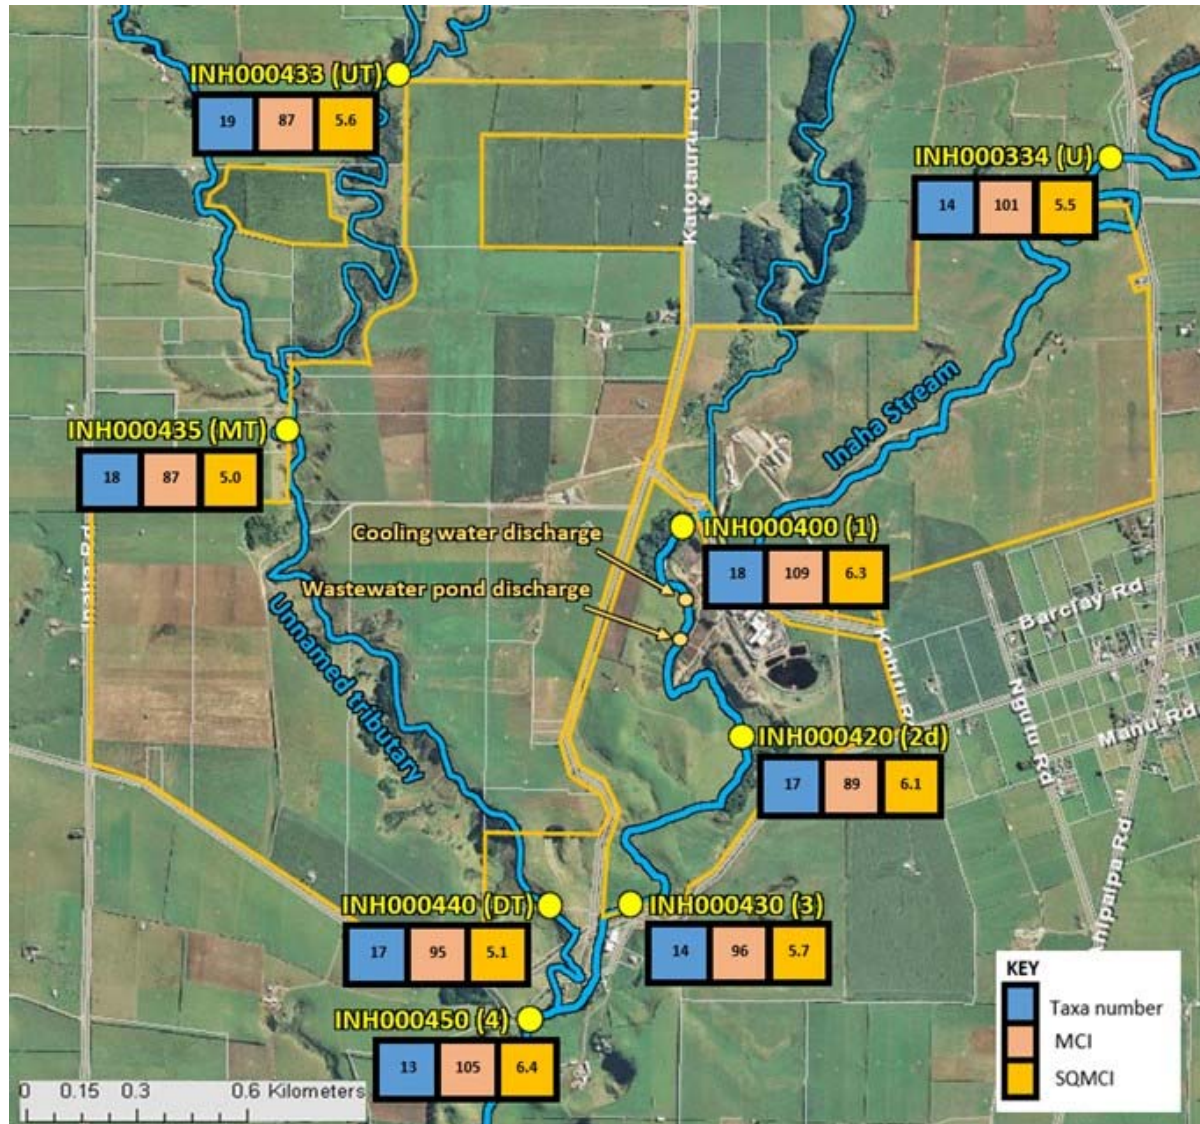 INH000433 (UT)
19 87 5.6
Katotauru Rd
INH000334 (U)
14 101 5.5
Inaha Stream
INH000435 (MT)
18 87 5.0
Inaha Rd
Cooling water discharge
INH000400 (1)
18 109 6.3
Wastewater pond discharge
Unnamed tributary
Barclay Rd
Kohiti Rd
Ngutu Rd
Manu Rd
INH000420 (2d)
17 89 6.1
Rd
INH000440 (DT)
17 95 5.1
INH000430 (3)
14 96 5.7
INH000450 (4)
13 105 6.4
KEY
Taxa number
MCI
SQMCI
0 0.15 0.3 0.6 Kilometers